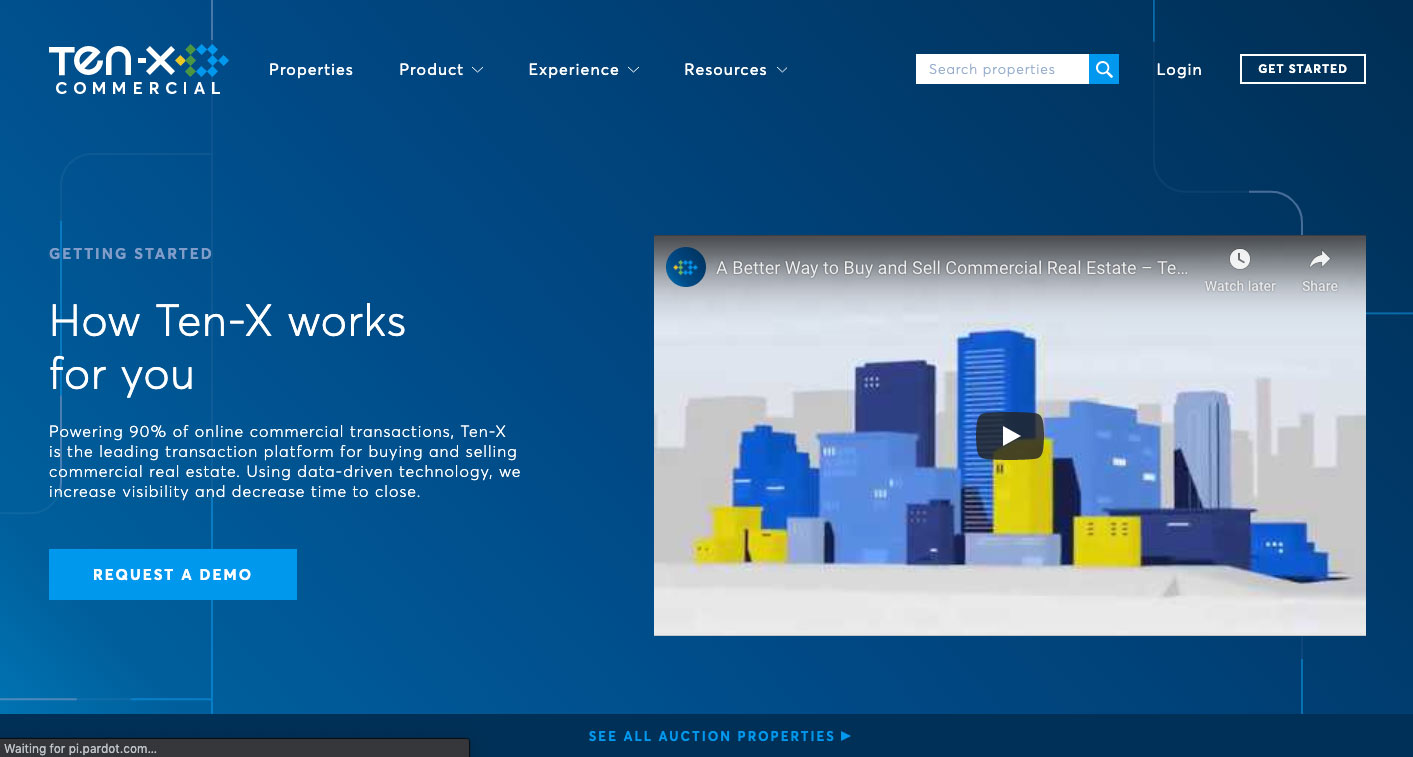 Ten-X
COMMERCIAL
Properties
Product
Experience
Resources
Search properties
Login
GET STARTED
GETTING STARTED
How Ten-X works
for you
Powering 90% of online commercial transactions, Ten-X
is the leading transaction platform for buying and selling
commercial real estate. Using data-driven technology, we
increase visibility and decrease time to close.
REQUEST A DEMO
A Better Way to Buy and Sell Commercial Real Estate – Te...
Watch later
Share
SEE ALL AUCTION PROPERTIES
Waiting for pi.pardot.com...